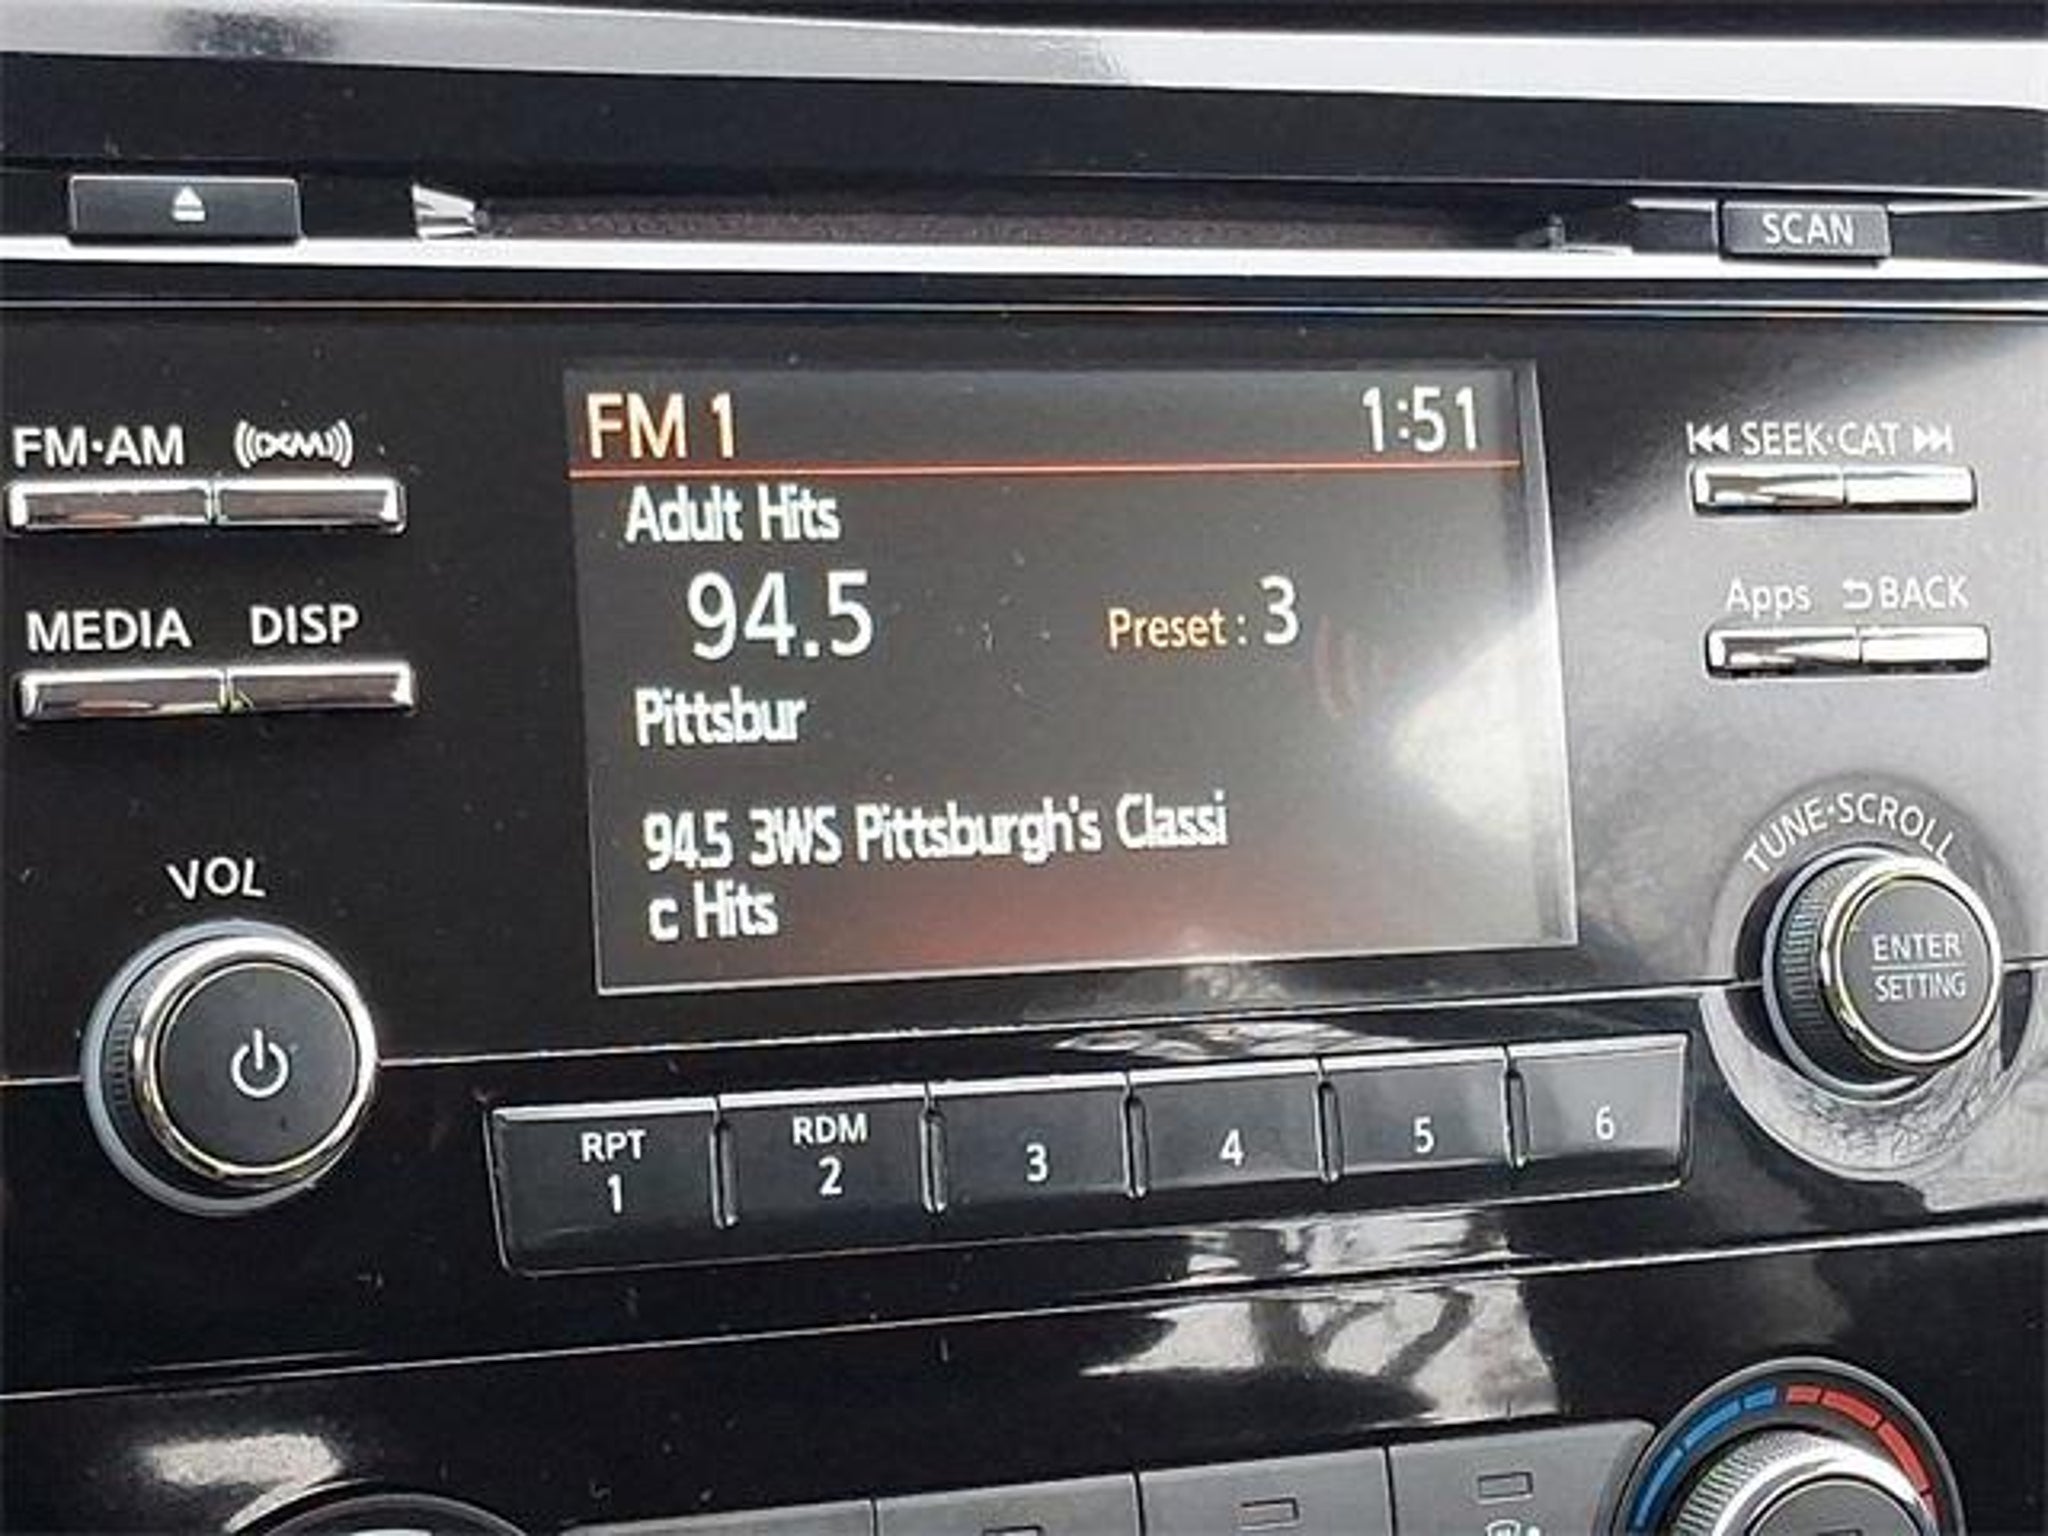 SCAN
FM·AM XM
FM 1 1:51
SEEK·CAT
Adult Hits
MEDIA DISP
94.5 Preset : 3
Apps BACK
Pittsbur
94.5 3WS Pittsburgh's Classi
c Hits
VOL
TUNE·SCROLL
ENTER
SETTING
RPT
1
RDM
2
3
4
5
6